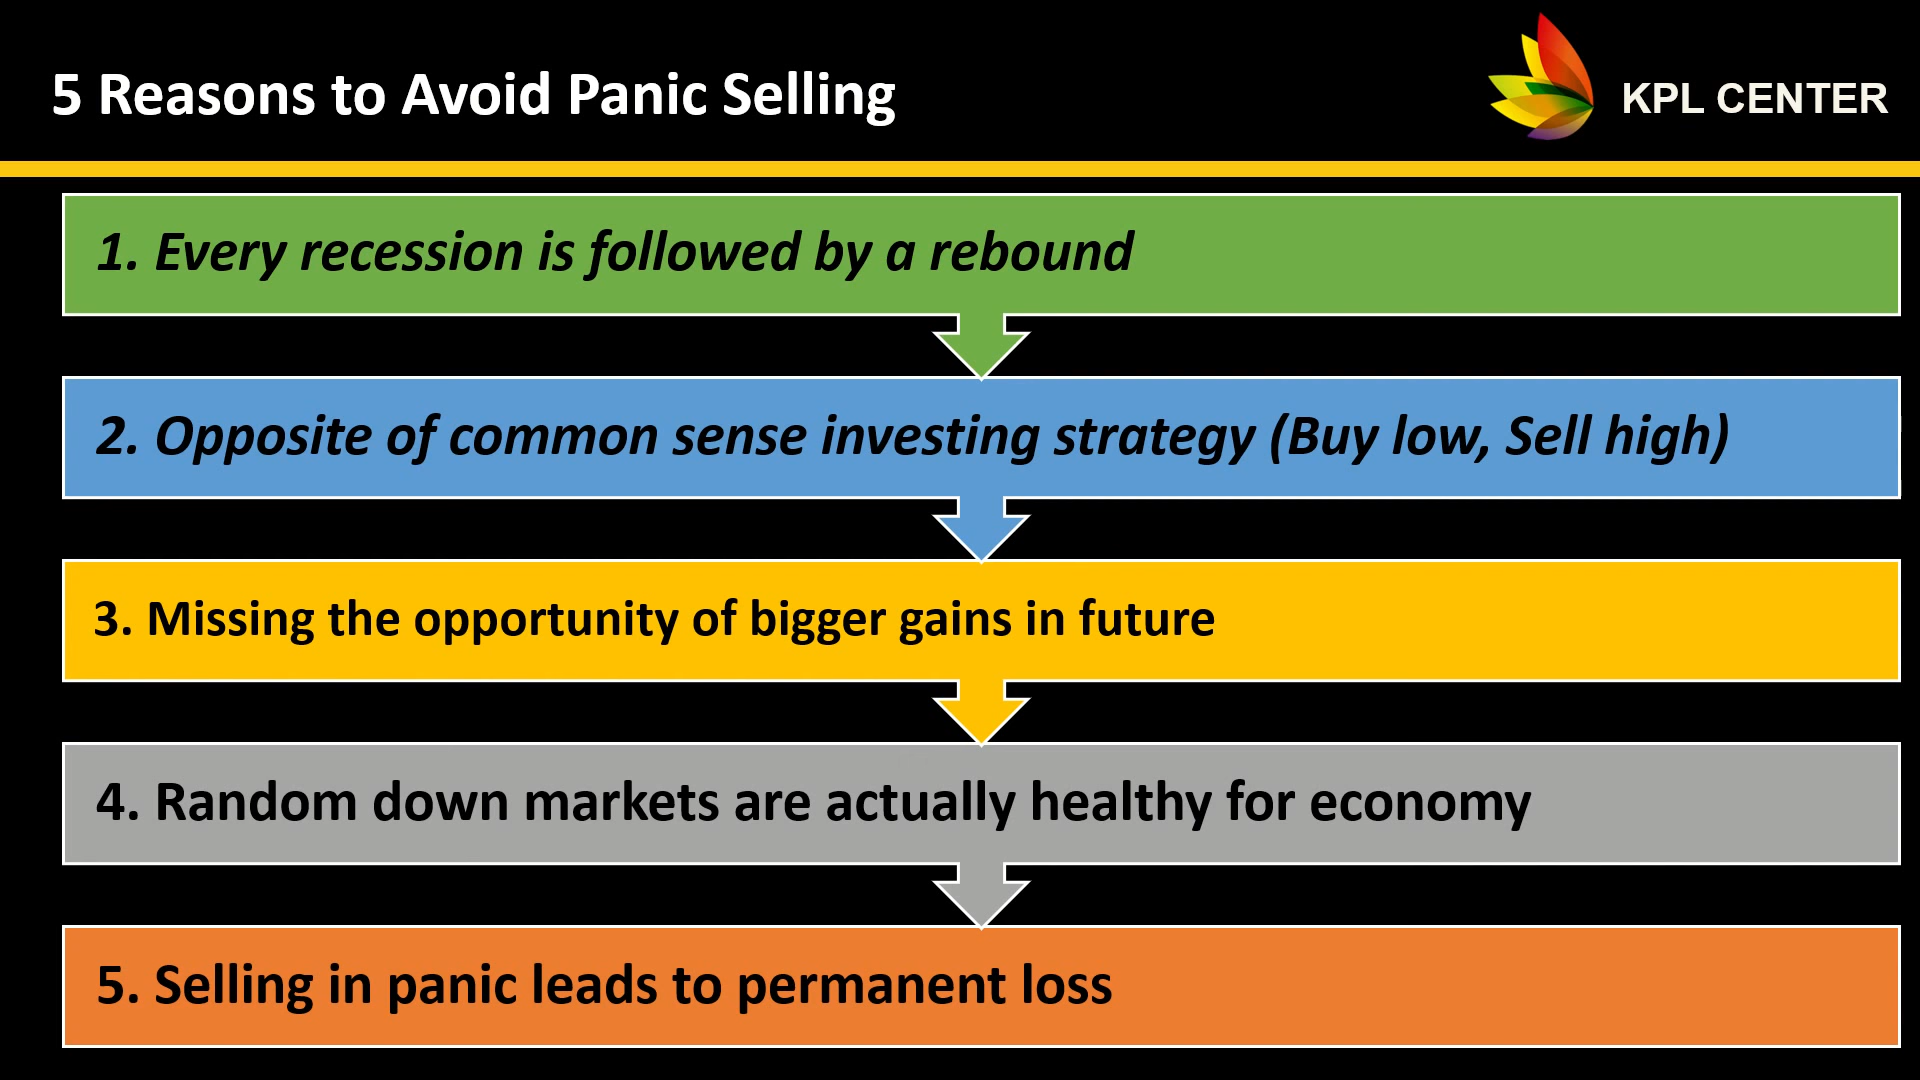 5 Reasons to Avoid Panic Selling
KPL CENTER
1. Every recession is followed by a rebound
2. Opposite of common sense investing strategy (Buy low, Sell high)
3. Missing the opportunity of bigger gains in future
4. Random down markets are actually healthy for economy
5. Selling in panic leads to permanent loss